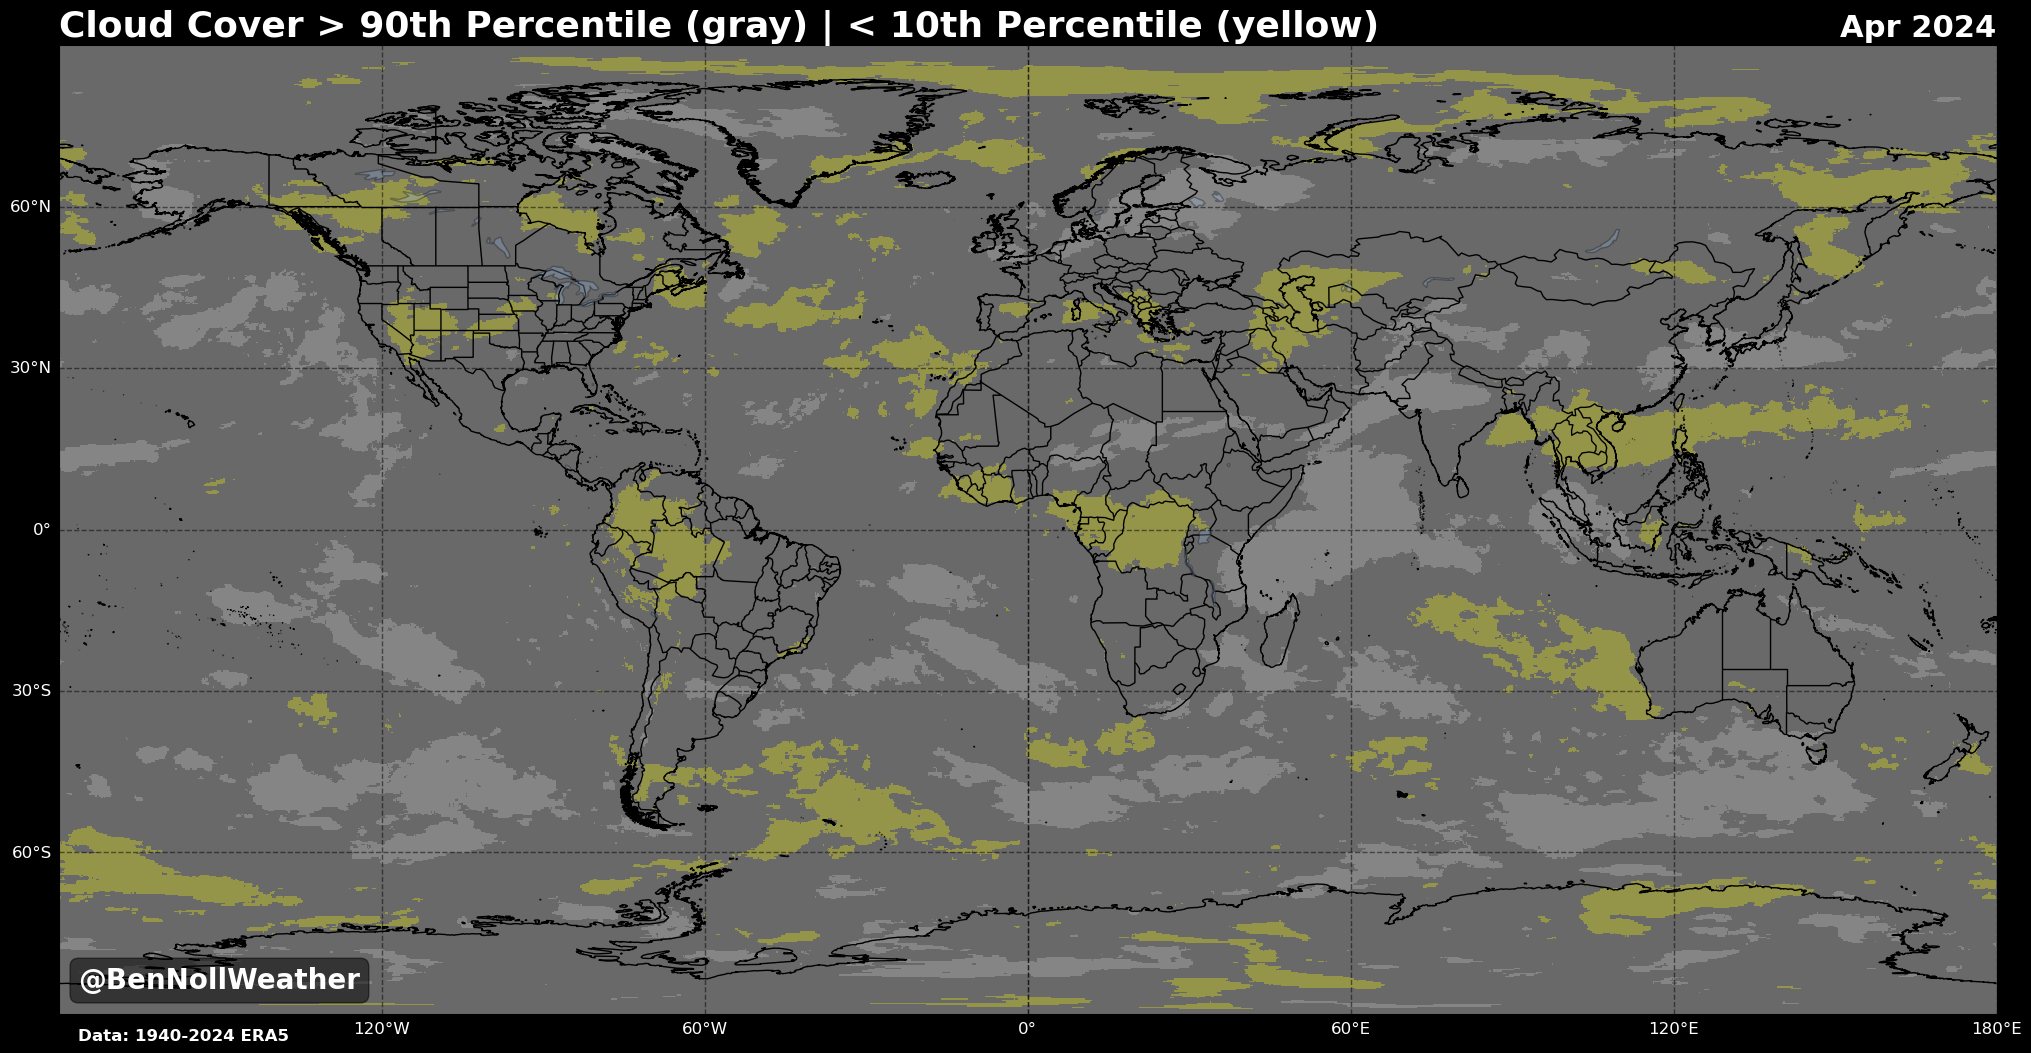 Cloud Cover > 90th Percentile (gray) | < 10th Percentile (yellow)
Apr 2024
60°N
30°N
0°
30°S
60°S
@BenNollWeather
120°W
60°W
0°
60°E
120°E
180°E
Data: 1940-2024 ERA5